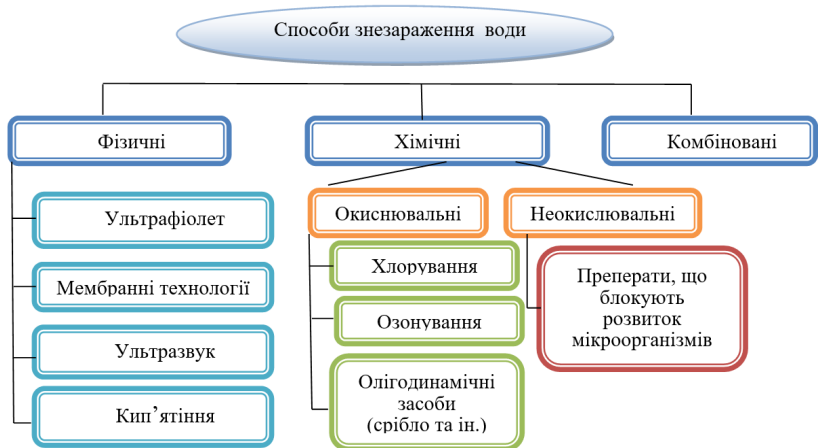 Способи знезараження води
Фізичні
Хімічні
Комбіновані
Ультрафіолет
Мембранні технології
Ультразвук
Кип’ятіння
Окиснювальні
Хлорування
Озонування
Олігодинамічні
засоби
(срібло та ін.)
Неокислювальні
Преперати, що
блокують
розвиток
мікроорганізмів